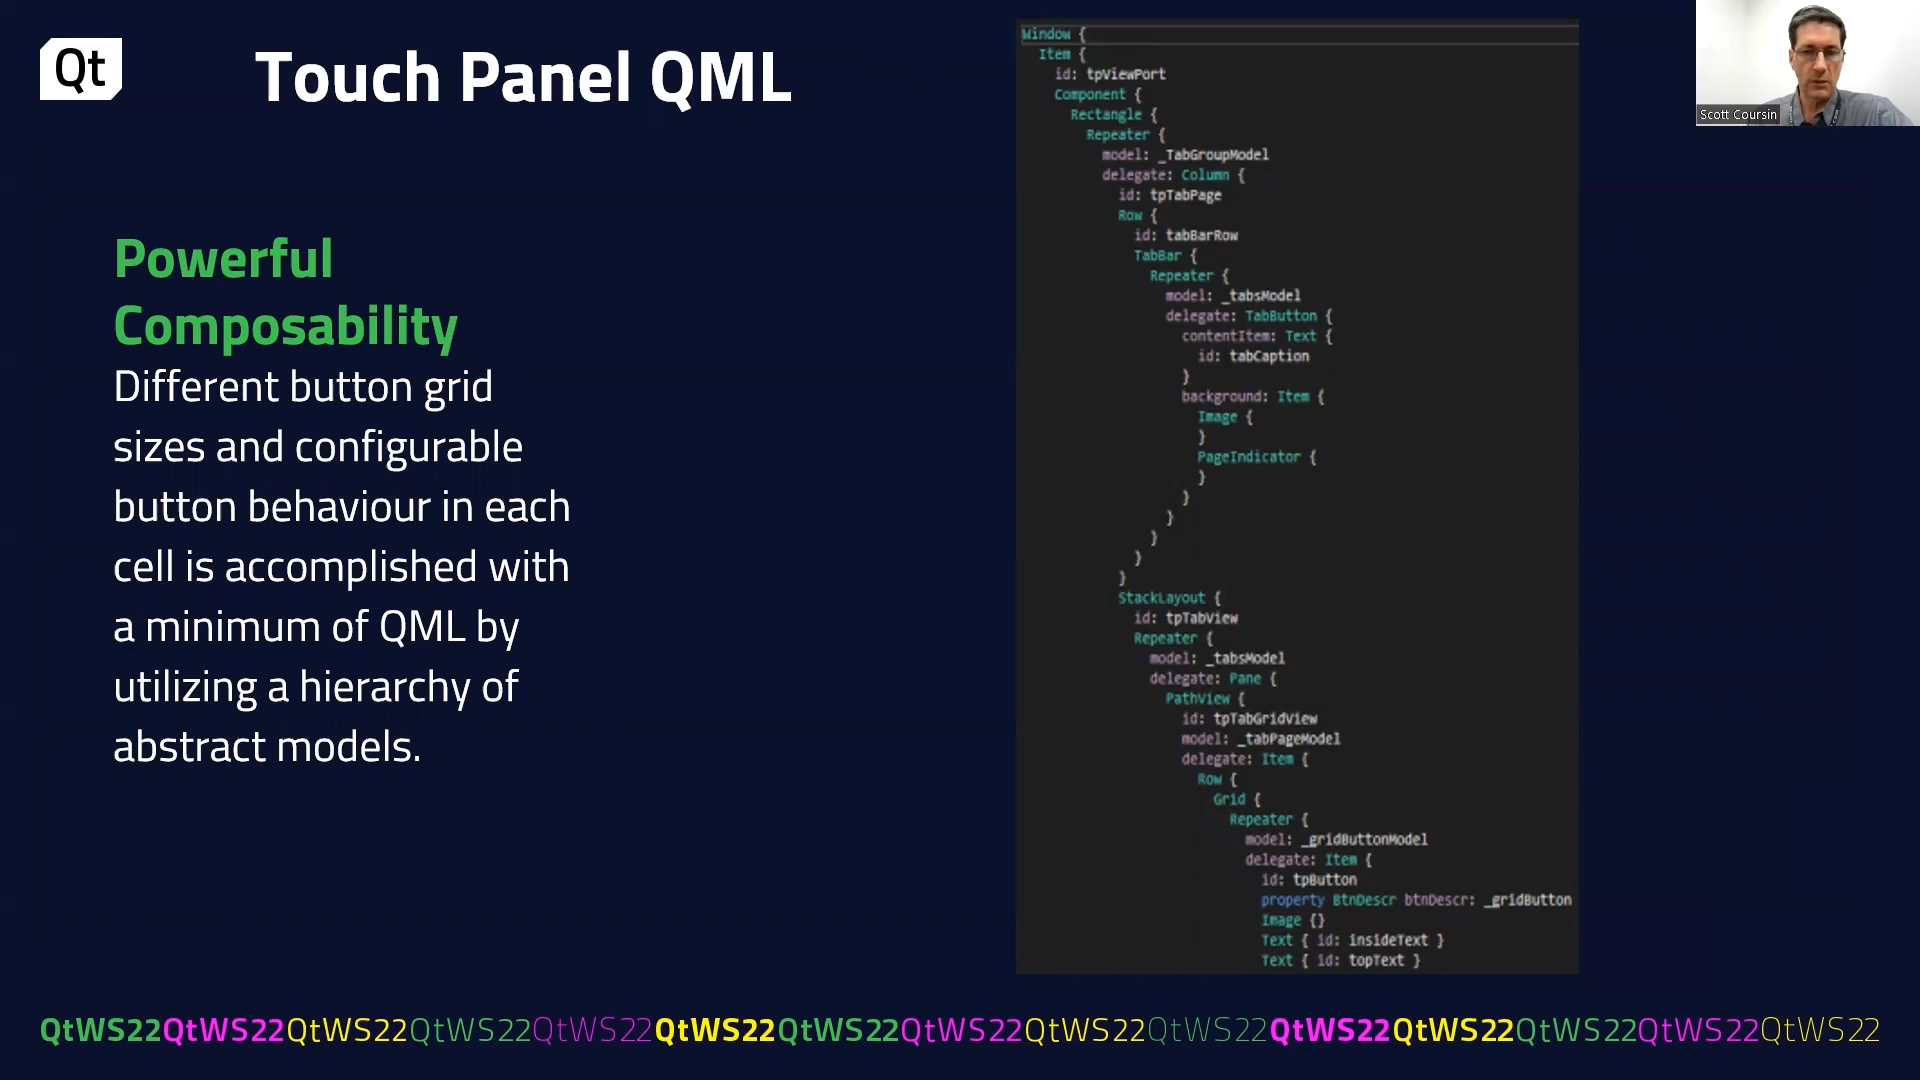 Qt
Touch Panel QML
Powerful
Composability
Different button grid
sizes and configurable
button behaviour in each
cell is accomplished with
a minimum of QML by
utilizing a hierarchy of
abstract models.
Window {
Item {
id: tpViewPort
Component {
Rectangle {
Repeater {
model: _TabGroupModel
delegate: Column {
id: tpTabPage
Row {
id: tabBarRow
TabBar {
Repeater {
model: _tabsModel
delegate: TabButton {
contentItem: Text {
id: tabCaption
}
background: Item {
Image {
}
PageIndicator {
}
}
}
}
}
}
StackLayout {
id: tpTabView
Repeater {
model: _tabsModel
delegate: Pane {
PathView {
id: tpTabGridView
model: _tabPageModel
delegate: Item {
Row {
Grid {
Repeater {
model: _gridButtonModel
delegate: Item {
id: tpButton
property BtnDescr btnDescr: _gridButton
Image {}
Text { id: insideText }
Text { id: topText }
Scott Coursin
QtWS22QtWS22QtWS22QtWS22QtWS22QtWS22QtWS22QtWS22QtWS22QtWS22QtWS22QtWS22QtWS22QtWS22QtWS22